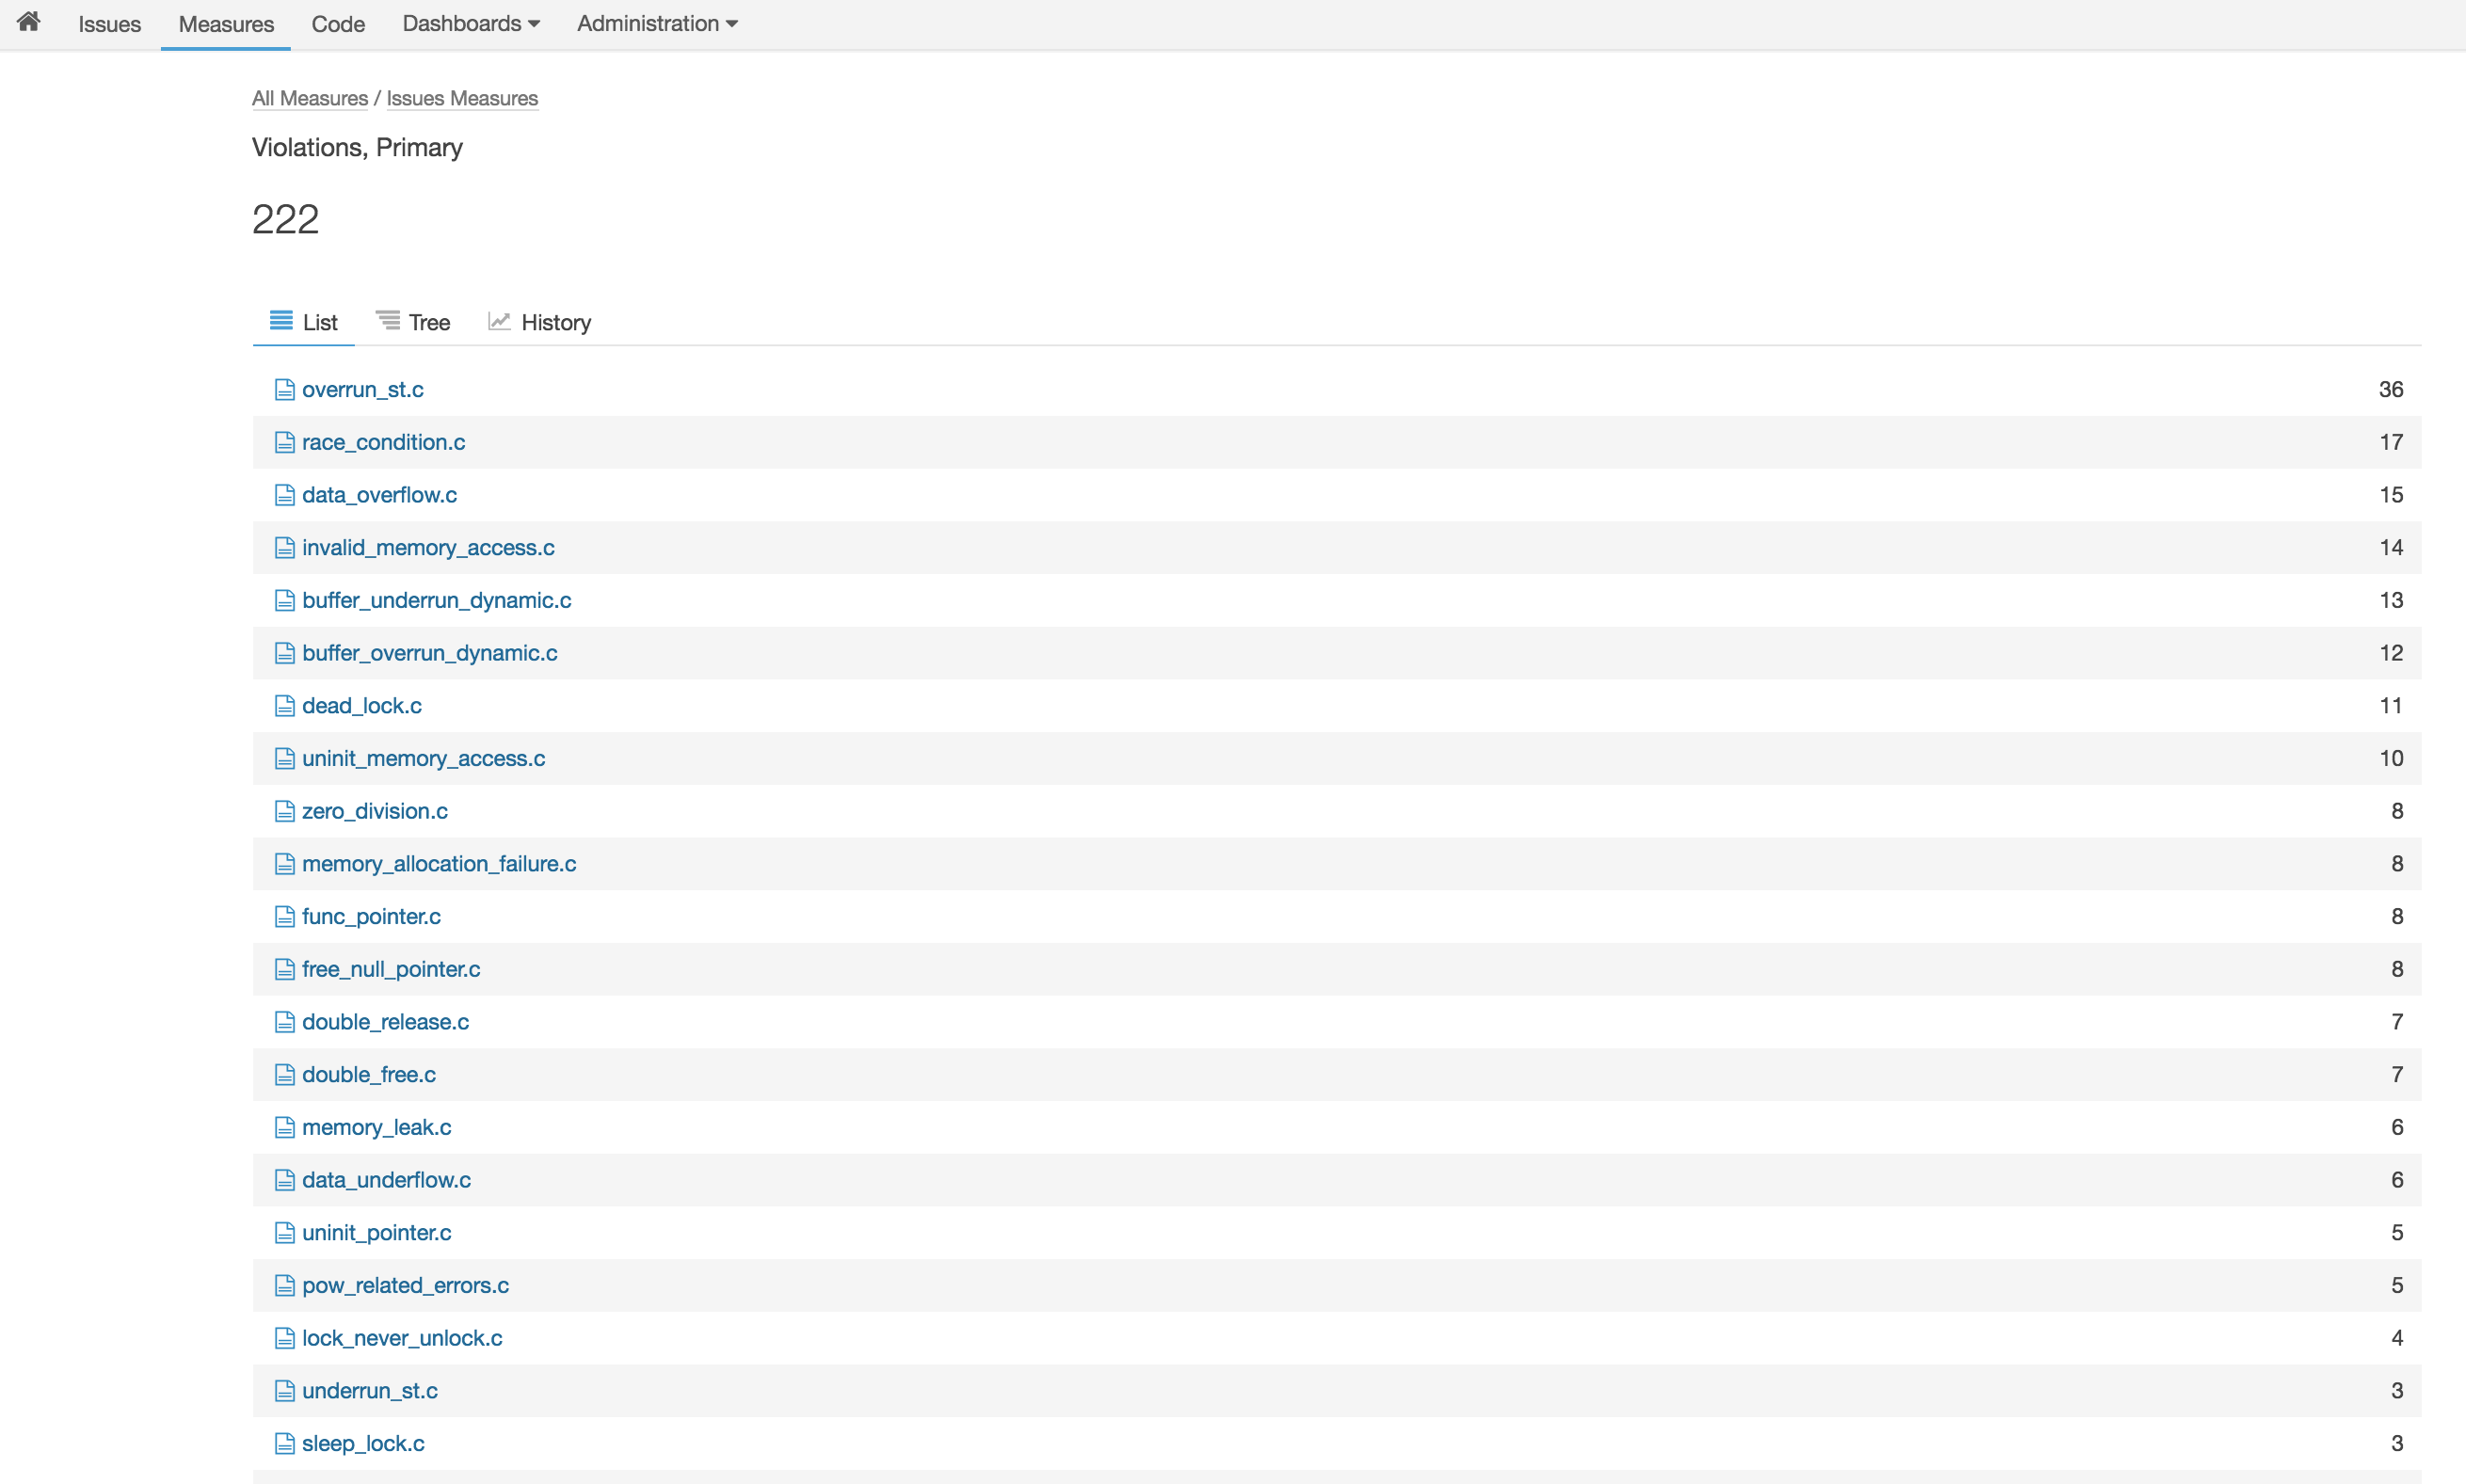 Issues Measures Code Dashboards Administration
All Measures / Issues Measures
Violations, Primary
222
List Tree History
overrun_st.c 36
race_condition.c 17
data_overflow.c 15
invalid_memory_access.c 14
buffer_underrun_dynamic.c 13
buffer_overrun_dynamic.c 12
dead_lock.c 11
uninit_memory_access.c 10
zero_division.c 8
memory_allocation_failure.c 8
func_pointer.c 8
free_null_pointer.c 8
double_release.c 7
double_free.c 7
memory_leak.c 6
data_underflow.c 6
uninit_pointer.c 5
pow_related_errors.c 5
lock_never_unlock.c 4
underrun_st.c 3
sleep_lock.c 3